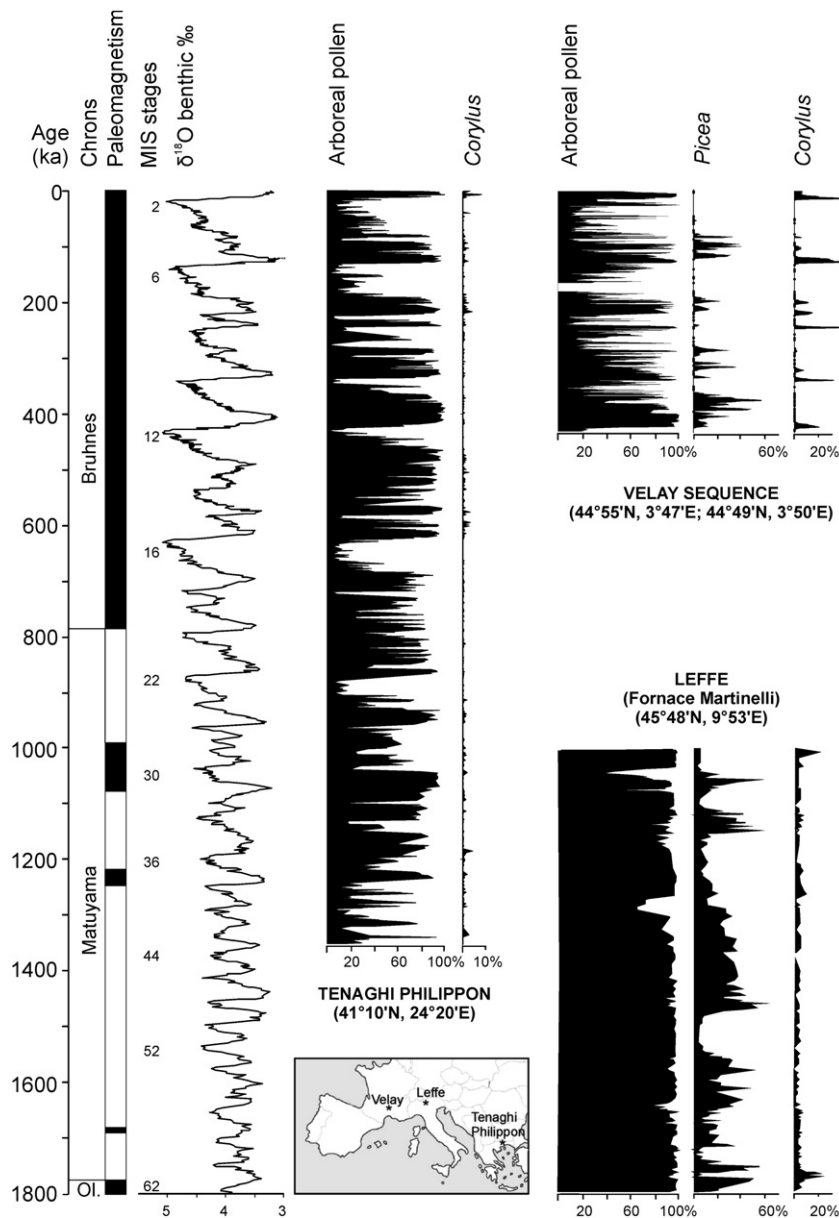 Age
(ka)
Chrons
Paleomagnetism
MIS stages
δ18O benthic ‰
Arboreal pollen
Corylus
Arboreal pollen
Picea
Corylus
0
200
400
600
800
1000
1200
1400
1600
1800
Bruhnes
Matuyama
Ol.
2
6
12
16
22
30
36
44
52
62
5
4
3
20
60
100%
10%
TENAGHI PHILIPPON
(41°10'N, 24°20'E)
20
60
100%
60%
20%
VELAY SEQUENCE
(44°55'N, 3°47'E; 44°49'N, 3°50'E)
LEFFE
(Fornace Martinelli)
(45°48'N, 9°53'E)
20
60
100%
60%
20%
Velay
Leffe
Tenaghi
Philippon